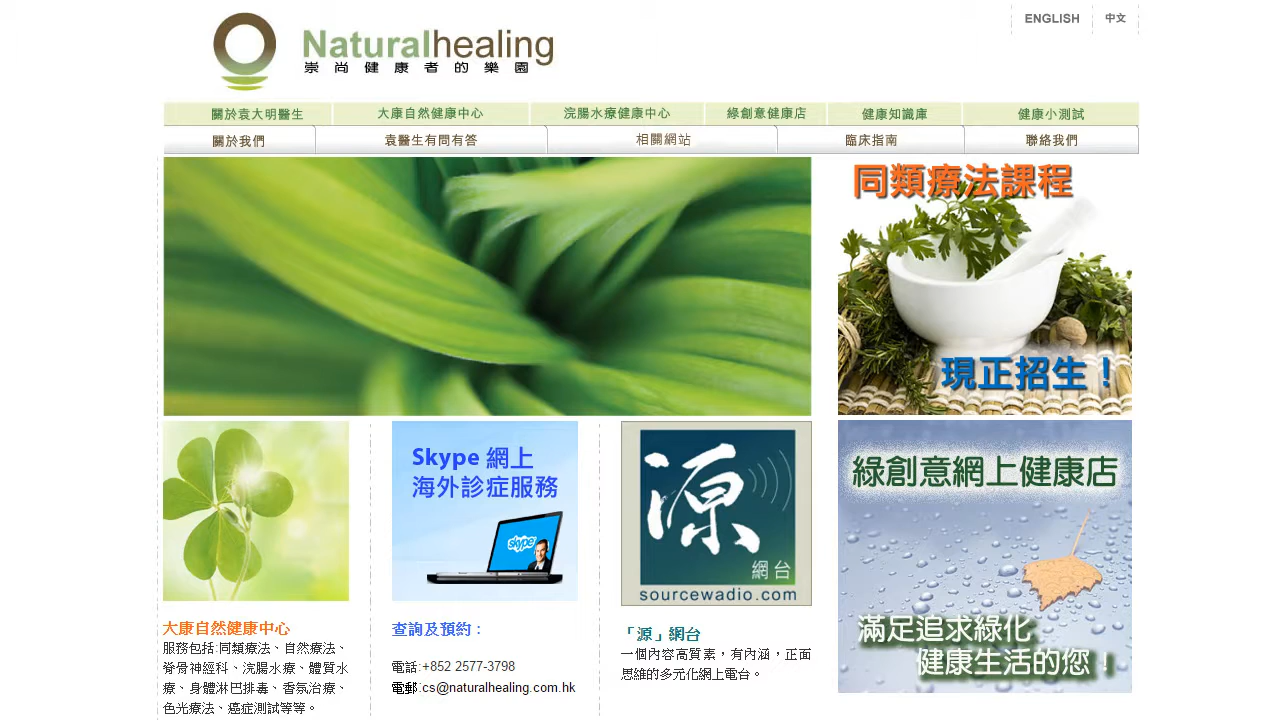 ENGLISH
中文
Naturalhealing
崇尚健康者的樂園
關於袁大明醫生
大康自然健康中心
浣腸水療健康中心
綠創意健康店
健康知識庫
健康小測試
關於我們
袁醫生有問有答
相關網站
臨床指南
聯絡我們
同類療法課程
現正招生！
Skype 網上
海外診症服務
skype
源
網台
sourcewadio.com
綠創意網上健康店
滿足追求綠化
健康生活的您！
大康自然健康中心
服務包括:同類療法、自然療法、
脊骨神經科、浣腸水療、體質水
療、身體淋巴排毒、香氛治療、
色光療法、癌症測試等等。
查詢及預約：
電話:+852 2577-3798
電郵:cs@naturalhealing.com.hk
「源」網台
一個內容高質素，有內涵，正面
思維的多元化網上電台。